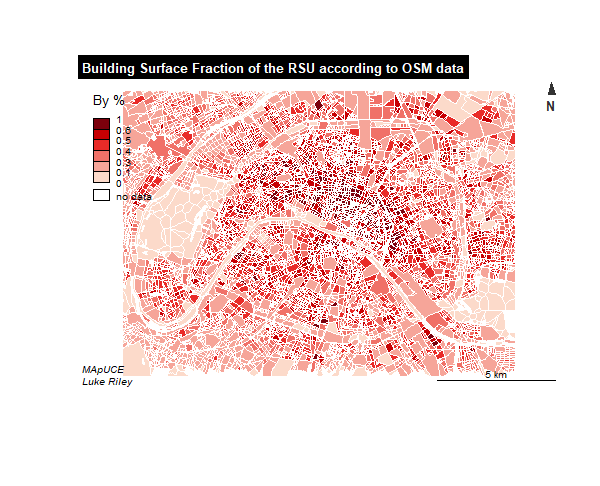 Building Surface Fraction of the RSU according to OSM data
By %
N
1
0.6
0.5
0.4
0.3
0.1
0
no data
MApUCE
Luke Riley
5 km